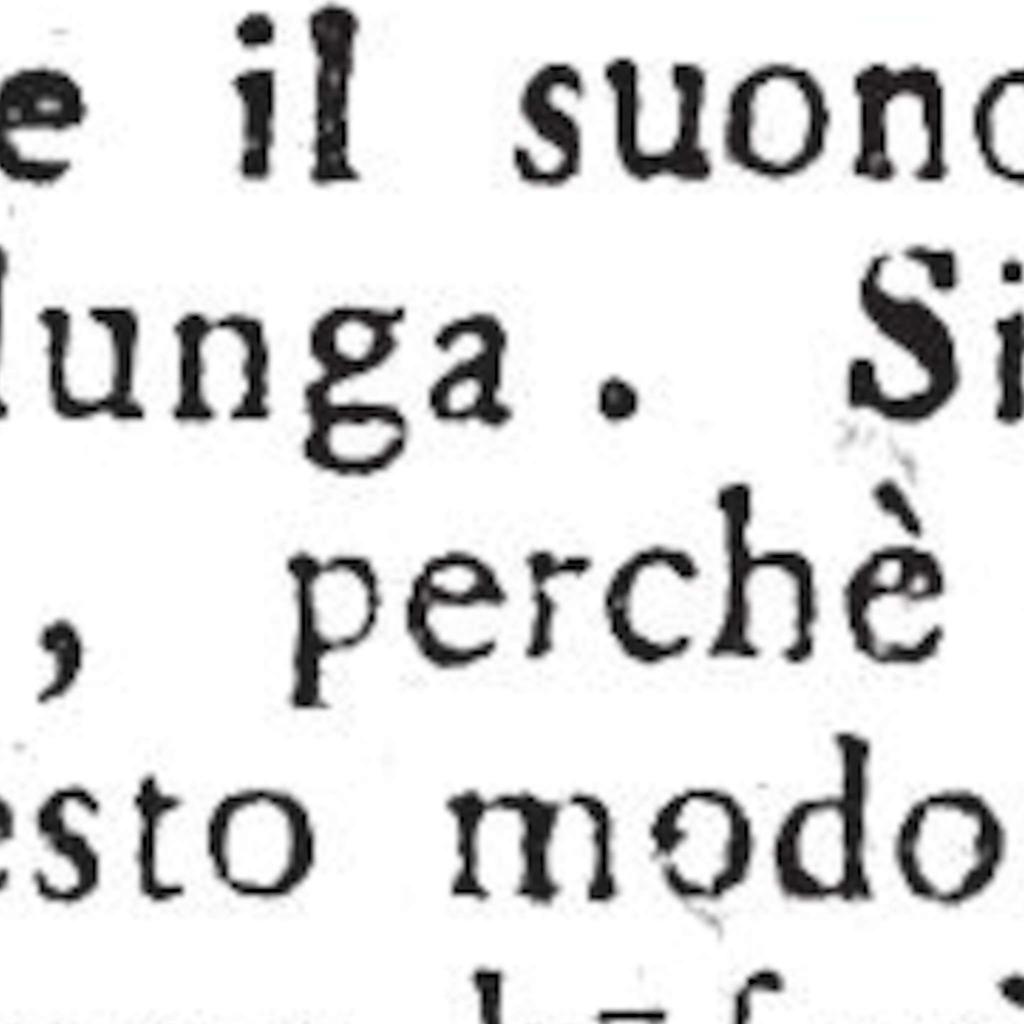 e il suono
lunga. Si
, perchè
esto modo